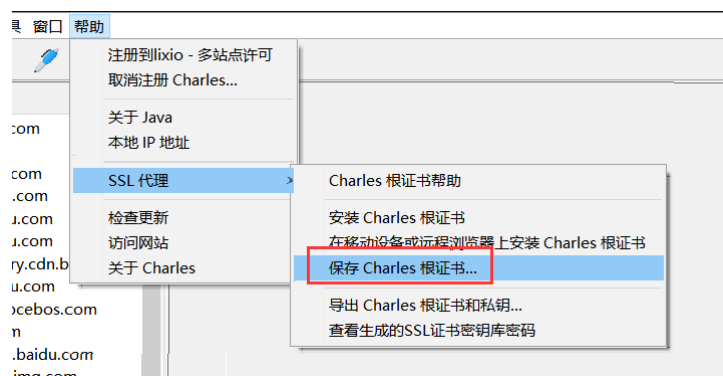 具 窗口 帮助
注册到lixio - 多站点许可
取消注册 Charles...
关于 Java
本地 IP 地址
SSL 代理 >
检查更新
访问网站
关于 Charles
Charles 根证书帮助
安装 Charles 根证书
在移动设备或远程浏览器上安装 Charles 根证书
保存 Charles 根证书...
导出 Charles 根证书和私钥...
查看生成的SSL证书密钥库密码
.com
.com
.com
u.com
u.com
ry.cdn.b
u.com
ocebos.com
m
.baidu.com
img.com